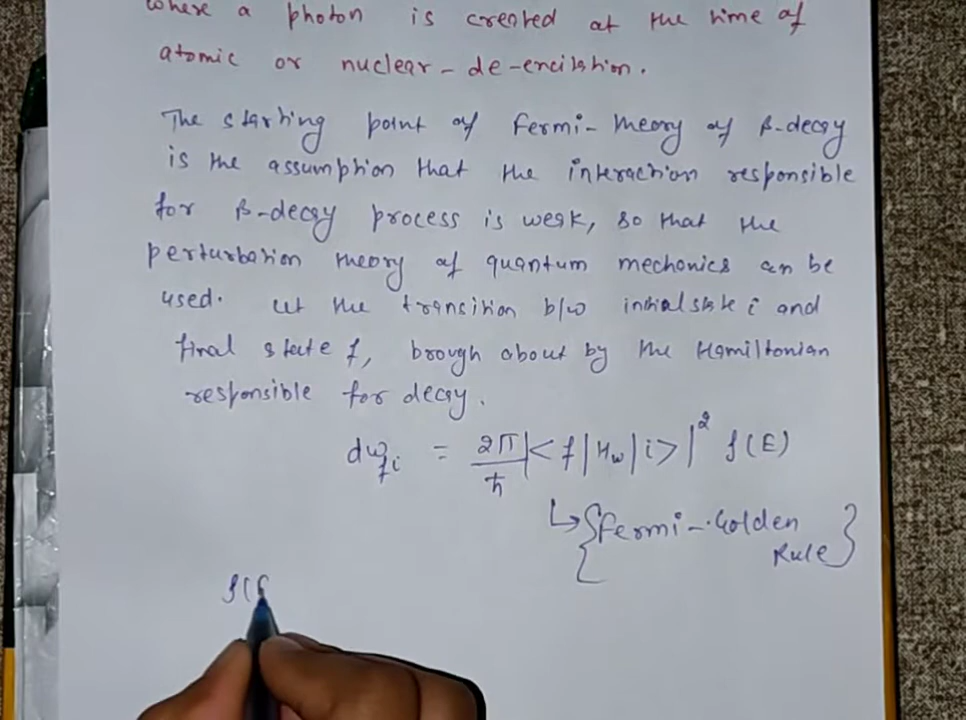 where a photon is created at the time of
atomic or nuclear-de-excitation.
The starting point of Fermi-theory of β-decay
is the assumption that the interaction responsible
for β-decay process is weak, so that the
perturbation theory of quantum mechanics can be
used. Let the transition b/w initial state i and
final state f, brough about by the Hamiltonian
responsible for decay.
dω_fi = 2π/ħ |<f|H_w|i>|² ρ(E)
↳ {Fermi-Golden
Rule}
ρ(